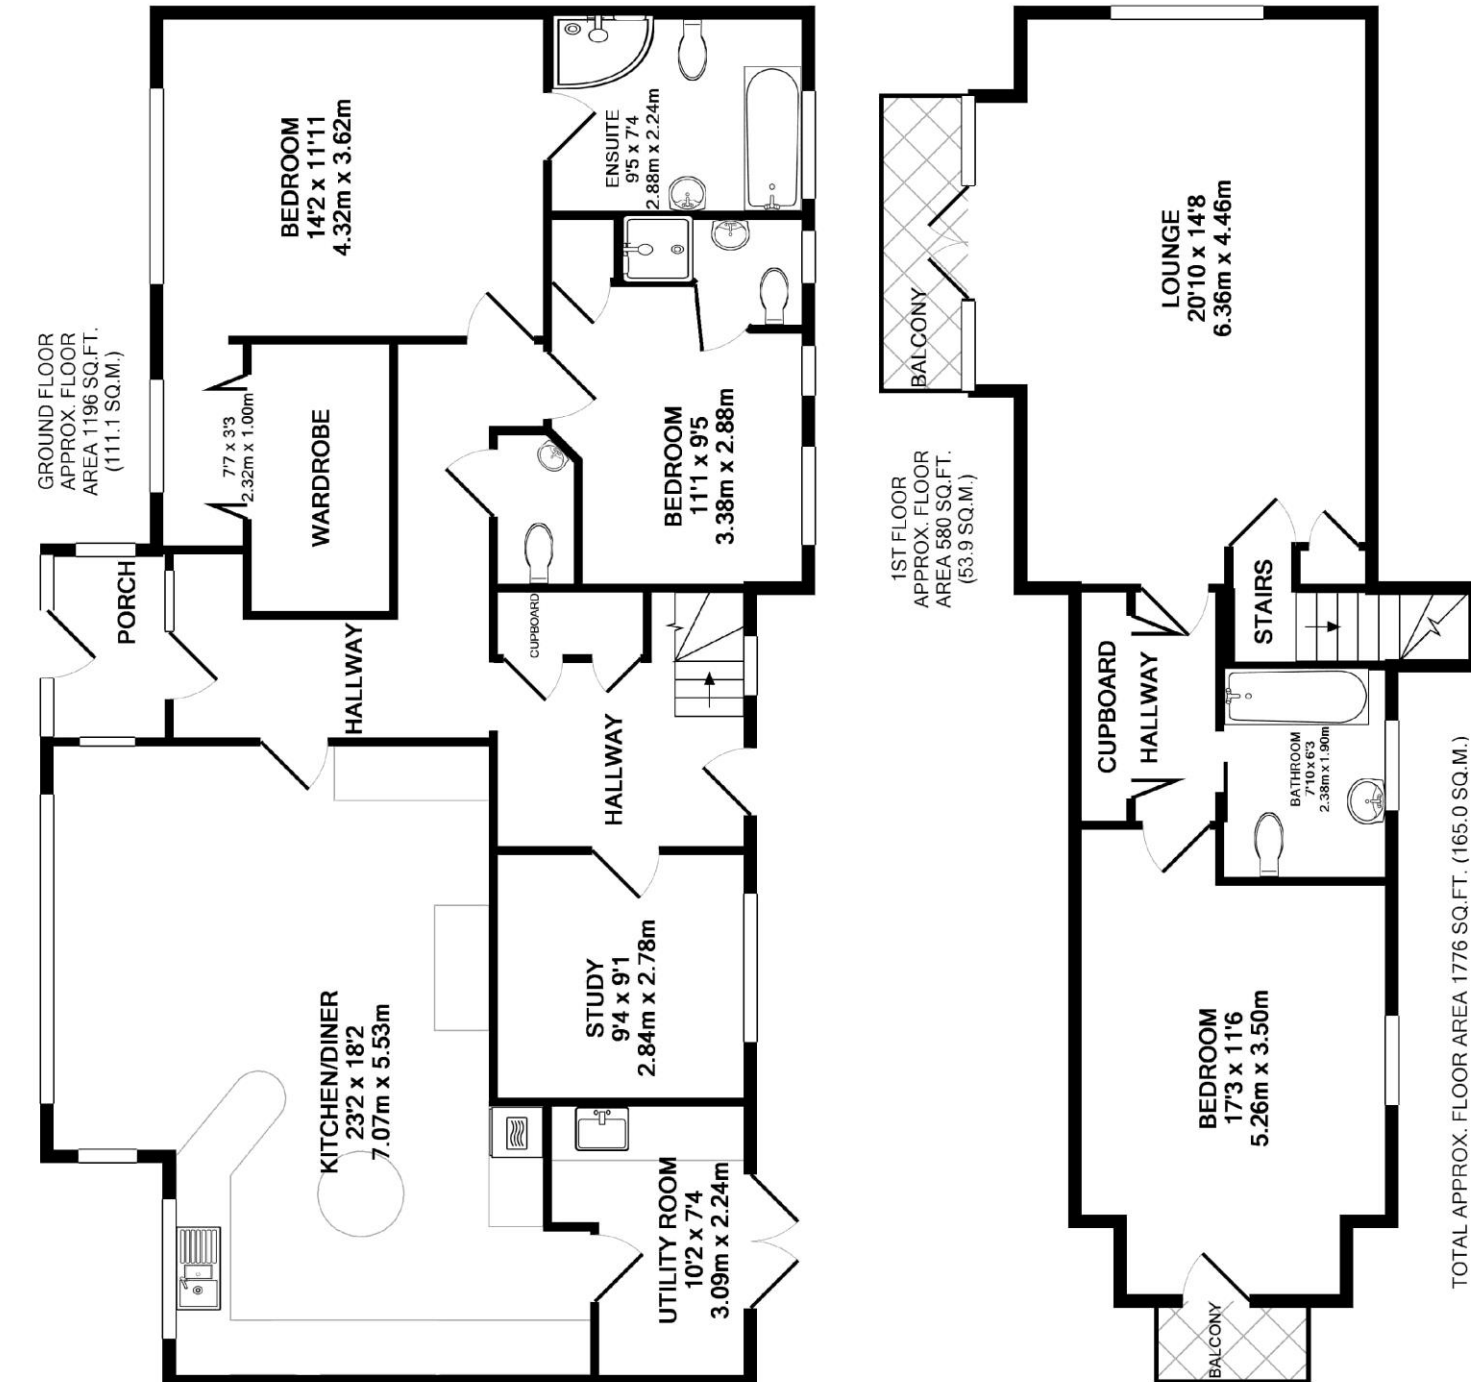 GROUND FLOOR
APPROX. FLOOR
AREA 1196 SQ.FT.
(111.1 SQ.M.)
BEDROOM
14'2 x 11'11
4.32m x 3.62m
ENSUITE
9'5 x 7'4
2.88m x 2.24m
7'7 x 3'3
2.32m x 1.00m
WARDROBE
BEDROOM
11'1 x 9'5
3.38m x 2.88m
PORCH
HALLWAY
CUPBOARD
HALLWAY
KITCHEN/DINER
23'2 x 18'2
7.07m x 5.53m
STUDY
9'4 x 9'1
2.84m x 2.78m
UTILITY ROOM
10'2 x 7'4
3.09m x 2.24m
1ST FLOOR
APPROX. FLOOR
AREA 580 SQ.FT.
(53.9 SQ.M.)
BALCONY
LOUNGE
20'10 x 14'8
6.36m x 4.46m
STAIRS
CUPBOARD
HALLWAY
BATHROOM
7'10 x 6'3
2.38m x 1.90m
BEDROOM
17'3 x 11'6
5.26m x 3.50m
BALCONY
TOTAL APPROX. FLOOR AREA 1776 SQ.FT. (165.0 SQ.M.)